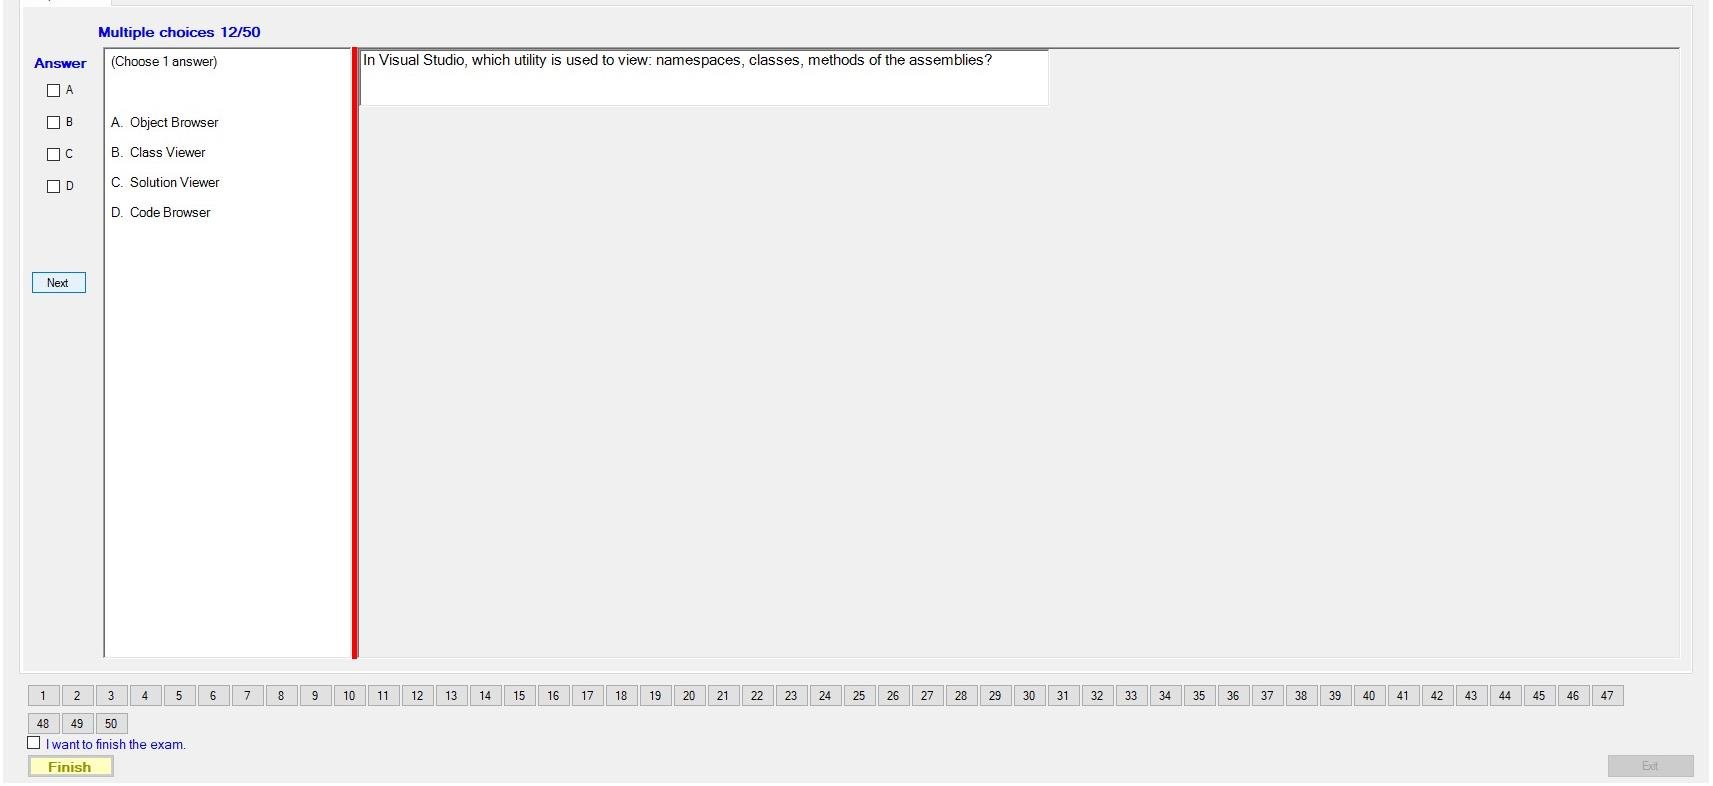 Multiple choices 12/50
Answer
(Choose 1 answer)
In Visual Studio, which utility is used to view: namespaces, classes, methods of the assemblies?
A
B
C
D
A. Object Browser
B. Class Viewer
C. Solution Viewer
D. Code Browser
Next
1 2 3 4 5 6 7 8 9 10 11 12 13 14 15 16 17 18 19 20 21 22 23 24 25 26 27 28 29 30 31 32 33 34 35 36 37 38 39 40 41 42 43 44 45 46 47
48 49 50
I want to finish the exam.
Finish
Exit